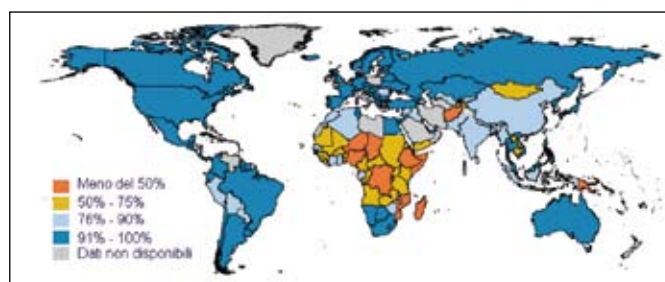 Meno del 50%
50% - 75%
76% - 90%
91% - 100%
Dati non disponibili